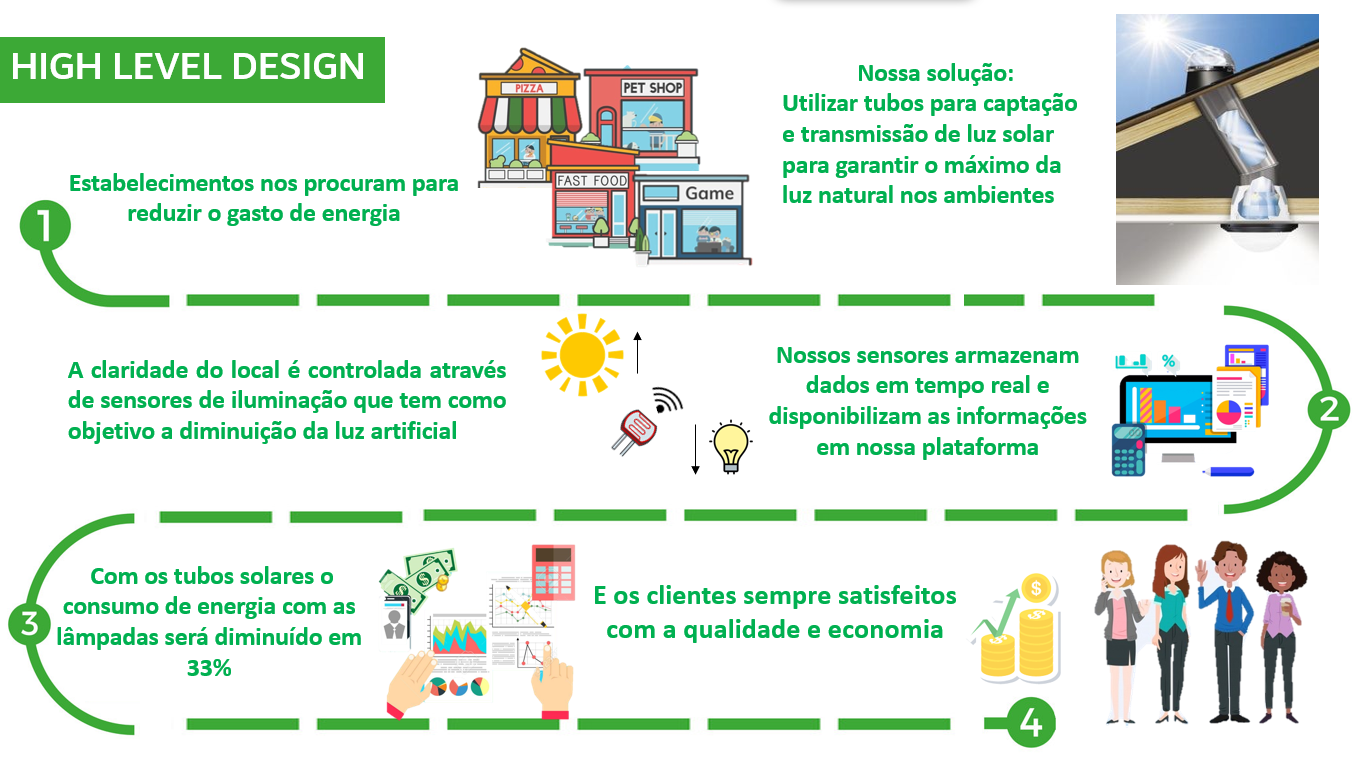 HIGH LEVEL DESIGN
PIZZA
PET SHOP
FAST FOOD
Game
Nossa solução:
Utilizar tubos para captação
e transmissão de luz solar
para garantir o máximo da
luz natural nos ambientes
Estabelecimentos nos procuram para
reduzir o gasto de energia
1
A claridade do local é controlada através
de sensores de iluminação que tem como
objetivo a diminuição da luz artificial
Nossos sensores armazenam
dados em tempo real e
disponibilizam as informações
em nossa plataforma
%
2
Com os tubos solares o
consumo de energia com as
lâmpadas será diminuído em
33%
3
$
$
E os clientes sempre satisfeitos
com a qualidade e economia
$
$
$
4